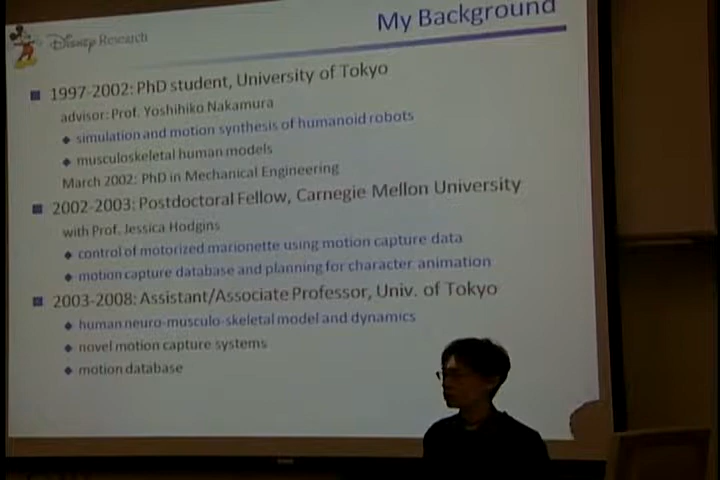 Disney Research
My Background
1997-2002: PhD student, University of Tokyo
advisor: Prof. Yoshihiko Nakamura
simulation and motion synthesis of humanoid robots
musculoskeletal human models
March 2002: PhD in Mechanical Engineering
2002-2003: Postdoctoral Fellow, Carnegie Mellon University
with Prof. Jessica Hodgins
control of motorized marionette using motion capture data
motion capture database and planning for character animation
2003-2008: Assistant/Associate Professor, Univ. of Tokyo
human neuro-musculo-skeletal model and dynamics
novel motion capture systems
motion database